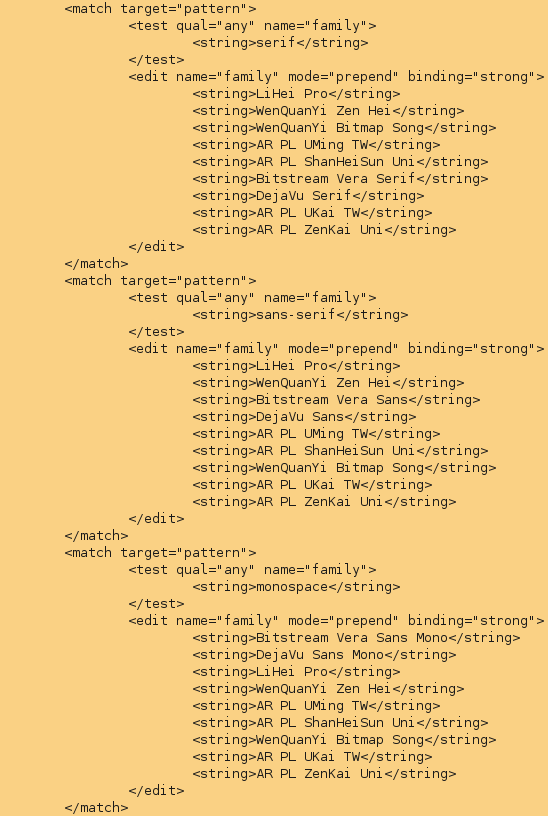 <match target="pattern">
<test qual="any" name="family">
<string>serif</string>
</test>
<edit name="family" mode="prepend" binding="strong">
<string>LiHei Pro</string>
<string>WenQuanYi Zen Hei</string>
<string>WenQuanYi Bitmap Song</string>
<string>AR PL UMing TW</string>
<string>AR PL ShanHeiSun Uni</string>
<string>Bitstream Vera Serif</string>
<string>DejaVu Serif</string>
<string>AR PL UKai TW</string>
<string>AR PL ZenKai Uni</string>
</edit>
</match>
<match target="pattern">
<test qual="any" name="family">
<string>sans-serif</string>
</test>
<edit name="family" mode="prepend" binding="strong">
<string>LiHei Pro</string>
<string>WenQuanYi Zen Hei</string>
<string>Bitstream Vera Sans</string>
<string>DejaVu Sans</string>
<string>AR PL UMing TW</string>
<string>AR PL ShanHeiSun Uni</string>
<string>WenQuanYi Bitmap Song</string>
<string>AR PL UKai TW</string>
<string>AR PL ZenKai Uni</string>
</edit>
</match>
<match target="pattern">
<test qual="any" name="family">
<string>monospace</string>
</test>
<edit name="family" mode="prepend" binding="strong">
<string>Bitstream Vera Sans Mono</string>
<string>DejaVu Sans Mono</string>
<string>LiHei Pro</string>
<string>WenQuanYi Zen Hei</string>
<string>AR PL UMing TW</string>
<string>AR PL ShanHeiSun Uni</string>
<string>WenQuanYi Bitmap Song</string>
<string>AR PL UKai TW</string>
<string>AR PL ZenKai Uni</string>
</edit>
</match>